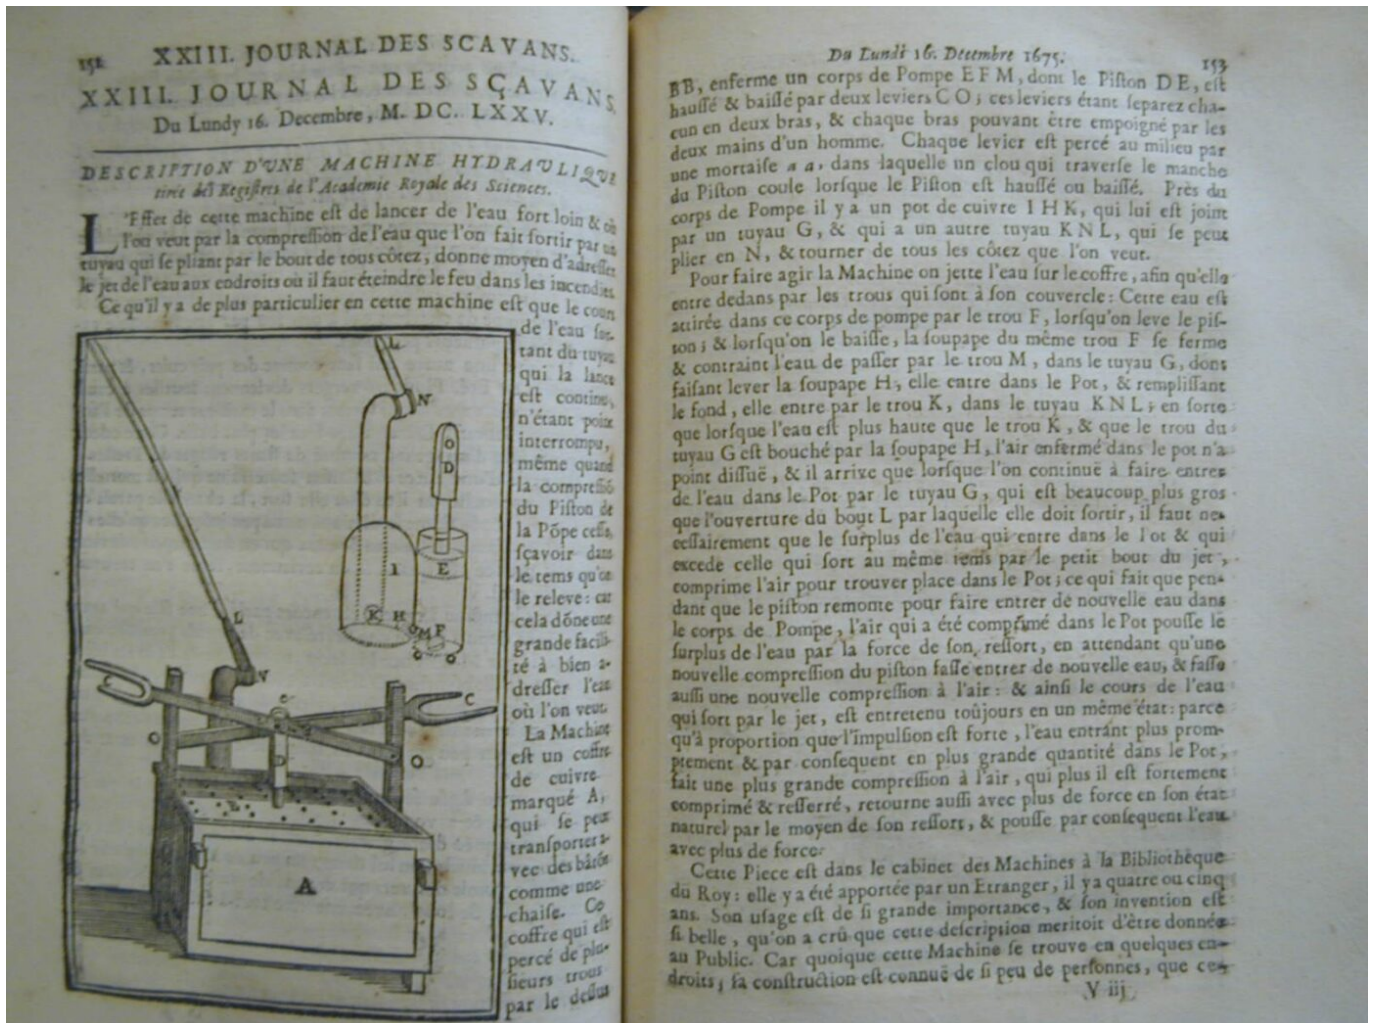 152 XXIII. JOURNAL DES SCAVANS.
XXIII. JOURNAL DES SÇAVANS,
Du Lundy 16. Decembre, M. DC. LXXV.
DESCRIPTION D'VNE MACHINE HYDRAVLIQVE
tirée des Registres de l'Academie Royale des Sciences.
L'Effet de cette machine est de lancer de l'eau fort loin & où
l'on veut par la compression de l'eau que l'on fait sortir par un
tuyau qui se pliant par le bout de tous côtez, donne moyen d'adresser
le jet de l'eau aux endroits où il faut éteindre le feu dans les incendies.
Ce qu'il y a de plus particulier en cette machine est que le cours
de l'eau sor-
tant du tuyau
qui la lance
est continu,
n'étant point
interrompu,
même quand
la compressiō
du Piston de
la Pōpe cesse,
sçavoir dans
le tems qu'on
le releve: car
cela dōne une
grande facili-
té à bien a-
dresser l'eau
où l'on veut.
La Machine
est un coffre
de cuivre
marqué A,
qui se peut
transporter a-
vec des bâtōs
comme une
chaise. Ce
coffre qui est
percé de plu-
sieurs trous
par le dessus
L
N
D
I
E
K H
M F
L
N
C
C
O
D
O
A
Du Lundi 16. Decembre 1675. 153
BB, enferme un corps de Pompe EFM, dont le Piston DE, est
haussé & baissé par deux leviers CO; ces leviers étant separez cha-
cun en deux bras, & chaque bras pouvant être empoigné par les
deux mains d'un homme. Chaque levier est percé au milieu par
une mortaise a a, dans laquelle un clou qui traverse le manche
du Piston coule lorsque le Piston est haussé ou baissé. Près du
corps de Pompe il y a un pot de cuivre IHK, qui lui est joint
par un tuyau G, & qui a un autre tuyau KNL, qui se peut
plier en N, & tourner de tous les côtez que l'on veut.
Pour faire agir la Machine on jette l'eau sur le coffre, afin qu'elle
entre dedans par les trous qui sont à son couvercle: Cette eau est
attirée dans ce corps de pompe par le trou F, lorsqu'on leve le pis-
ton; & lorsqu'on le baisse, la soupape du même trou F se ferme
& contraint l'eau de passer par le trou M, dans le tuyau G, dont
faisant lever la soupape H, elle entre dans le Pot, & remplissant
le fond, elle entre par le trou K, dans le tuyau KNL; en sorte
que lorsque l'eau est plus haute que le trou K, & que le trou du
tuyau G est bouché par la soupape H, l'air enfermé dans le pot n'a
point d'issuë, & il arrive que lorsque l'on continuë à faire entrer
de l'eau dans le Pot par le tuyau G, qui est beaucoup plus gros
que l'ouverture du bout L par laquelle elle doit sortir, il faut ne-
cessairement que le surplus de l'eau qui entre dans le Pot & qui
excede celle qui sort au même tems par le petit bout du jet,
comprime l'air pour trouver place dans le Pot; ce qui fait que pen-
dant que le piston remonte pour faire entrer de nouvelle eau dans
le corps de Pompe, l'air qui a été comprimé dans le Pot pousse le
surplus de l'eau par la force de son ressort, en attendant qu'une
nouvelle compression du piston fasse entrer de nouvelle eau, & fasse
aussi une nouvelle compression à l'air: & ainsi le cours de l'eau
qui sort par le jet, est entretenu toûjours en un même état: parce
qu'à proportion que l'impulsion est forte, l'eau entrant plus prom-
ptement & par consequent en plus grande quantité dans le Pot,
fait une plus grande compression à l'air, qui plus il est fortement
comprimé & resserré, retourne aussi avec plus de force en son état
naturel par le moyen de son ressort, & pousse par consequent l'eau
avec plus de force.
Cette Piece est dans le cabinet des Machines à la Bibliothèque
du Roy: elle y a été apportée par un Etranger, il y a quatre ou cinq
ans. Son usage est de si grande importance, & son invention est
si belle, qu'on a crû que cette description meritoit d'être donnée
au Public. Car quoique cette Machine se trouve en quelques en-
droits, sa construction est connuë de si peu de personnes, que ces
V iij